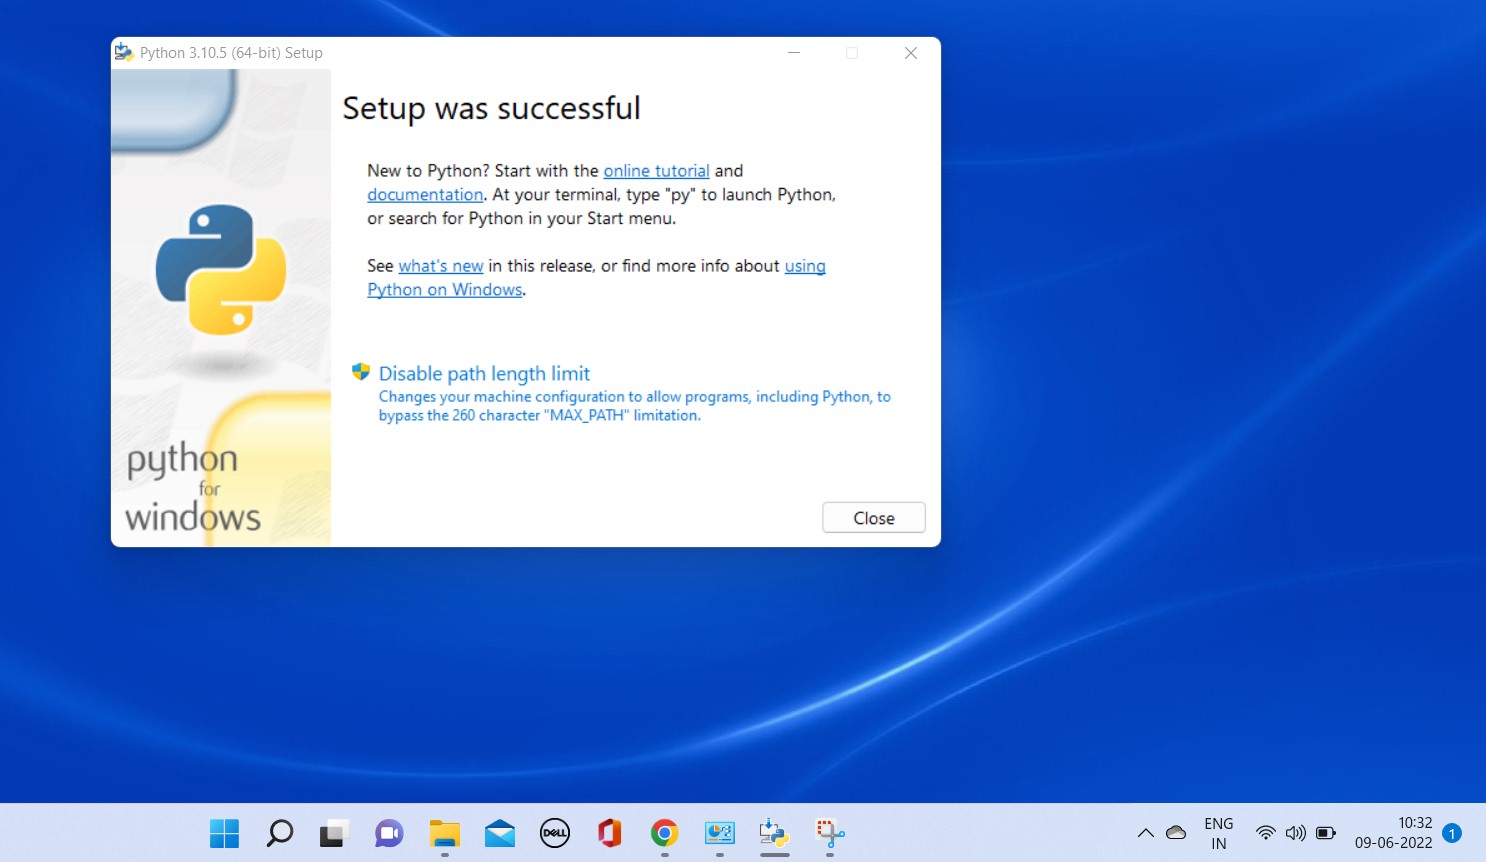 Python 3.10.5 (64-bit) Setup
Setup was successful
New to Python? Start with the online tutorial and
documentation. At your terminal, type "py" to launch Python,
or search for Python in your Start menu.
See what's new in this release, or find more info about using
Python on Windows.
Disable path length limit
Changes your machine configuration to allow programs, including Python, to
bypass the 260 character "MAX_PATH" limitation.
python
for
windows
Close
DELL
ENG
IN
10:32
09-06-2022
1